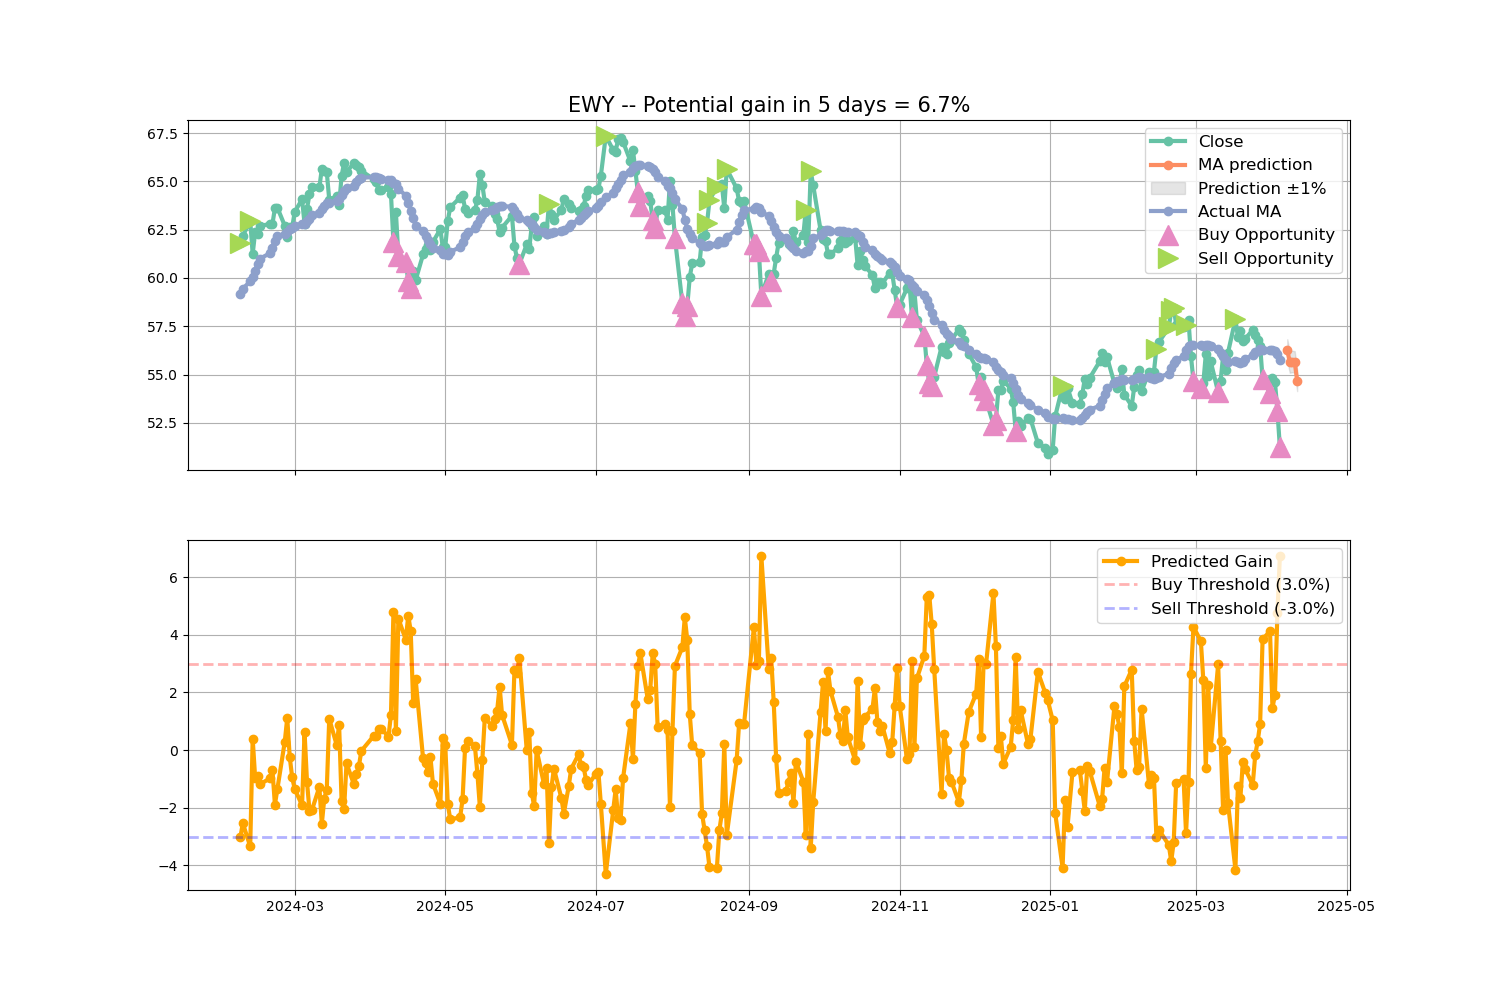 EWY -- Potential gain in 5 days = 6.7%
67.5
65.0
62.5
60.0
57.5
55.0
52.5
Close
MA prediction
Prediction ±1%
Actual MA
Buy Opportunity
Sell Opportunity
6
4
2
0
−2
−4
Predicted Gain
Buy Threshold (3.0%)
Sell Threshold (-3.0%)
2024-03
2024-05
2024-07
2024-09
2024-11
2025-01
2025-03
2025-05